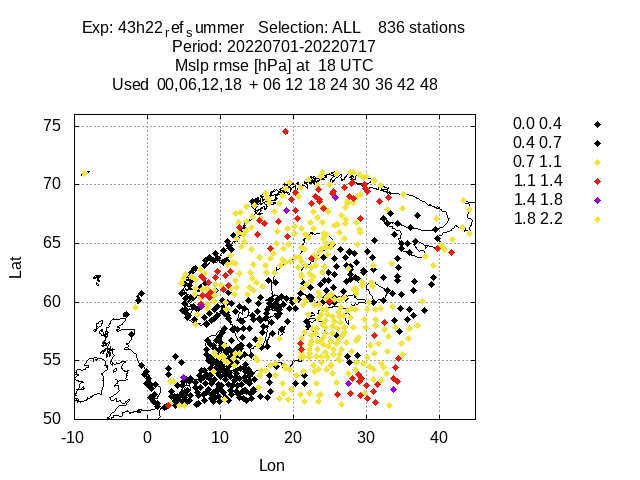 Exp: 43h22refsummer Selection: ALL 836 stations
Period: 20220701-20220717
Mslp rmse [hPa] at 18 UTC
Used 00,06,12,18 + 06 12 18 24 30 36 42 48
75
70
65
60
55
50
-10 0 10 20 30 40
Lat
Lon
0.0 0.4
0.4 0.7
0.7 1.1
1.1 1.4
1.4 1.8
1.8 2.2